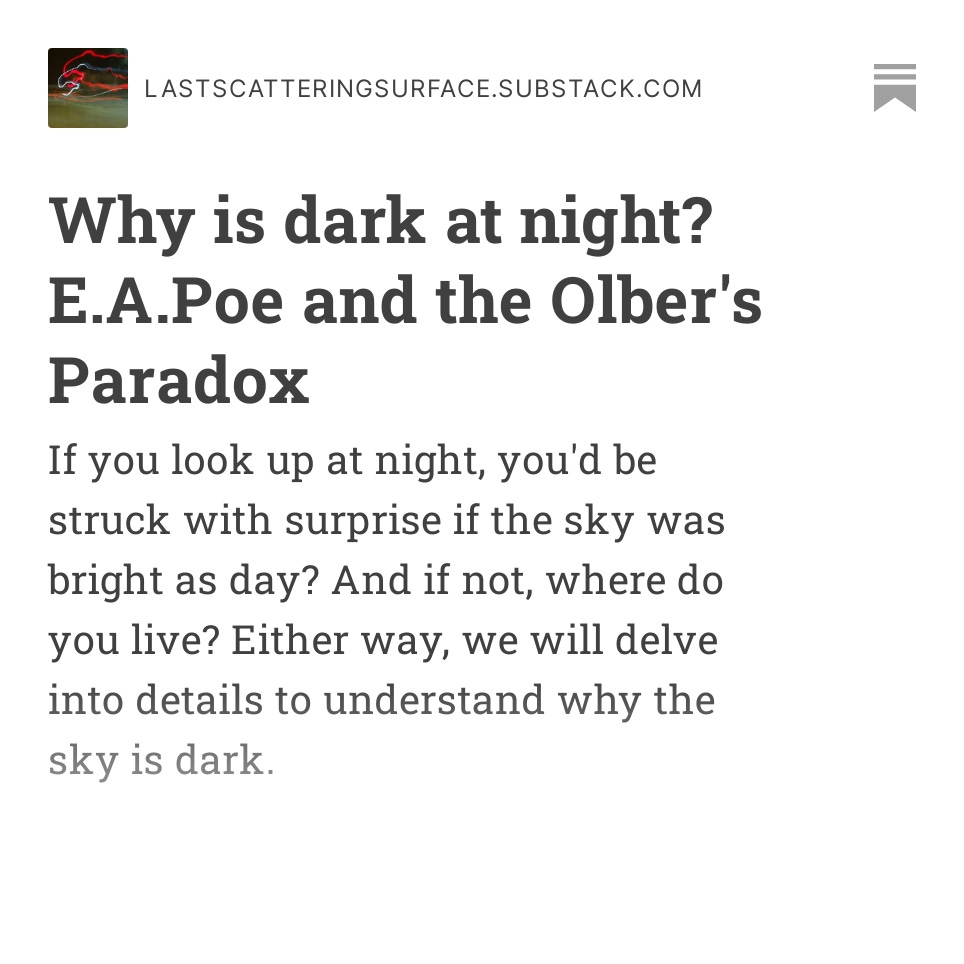 LASTSCATTERINGSURFACE.SUBSTACK.COM
Why is dark at night?
E.A.Poe and the Olber's
Paradox
If you look up at night, you'd be
struck with surprise if the sky was
bright as day? And if not, where do
you live? Either way, we will delve
into details to understand why the
sky is dark.